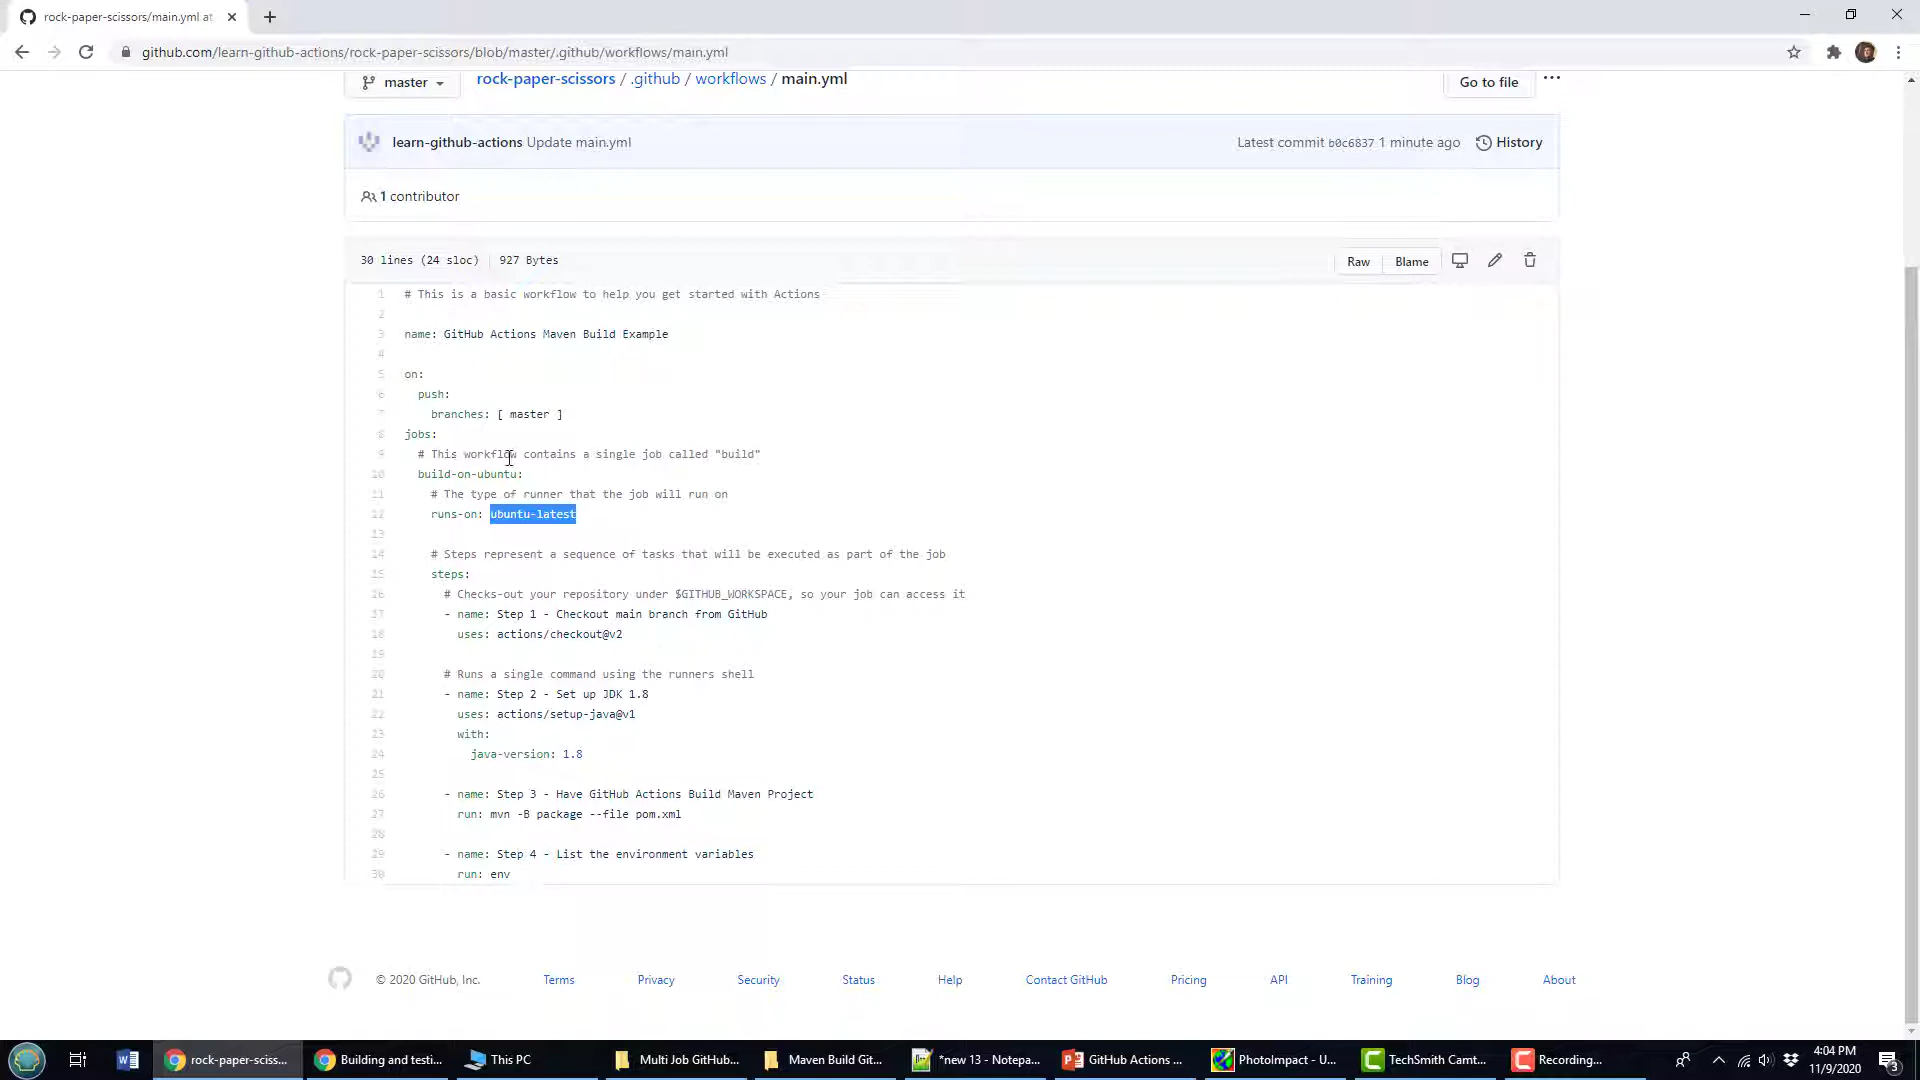 rock-paper-scissors/main.yml at
github.com/learn-github-actions/rock-paper-scissors/blob/master/.github/workflows/main.yml
master
rock-paper-scissors / .github / workflows / main.yml
Go to file
learn-github-actions Update main.yml
Latest commit b0c6837 1 minute ago
History
1 contributor
30 lines (24 sloc) | 927 Bytes
Raw
Blame
1 # This is a basic workflow to help you get started with Actions
2
3 name: GitHub Actions Maven Build Example
4
5 on:
6 push:
7 branches: [ master ]
8 jobs:
9 # This workflow contains a single job called "build"
10 build-on-ubuntu:
11 # The type of runner that the job will run on
12 runs-on: ubuntu-latest
13
14 # Steps represent a sequence of tasks that will be executed as part of the job
15 steps:
16 # Checks-out your repository under $GITHUB_WORKSPACE, so your job can access it
17 - name: Step 1 - Checkout main branch from GitHub
18 uses: actions/checkout@v2
19
20 # Runs a single command using the runners shell
21 - name: Step 2 - Set up JDK 1.8
22 uses: actions/setup-java@v1
23 with:
24 java-version: 1.8
25
26 - name: Step 3 - Have GitHub Actions Build Maven Project
27 run: mvn -B package --file pom.xml
28
29 - name: Step 4 - List the environment variables
30 run: env
© 2020 GitHub, Inc.
Terms
Privacy
Security
Status
Help
Contact GitHub
Pricing
API
Training
Blog
About
rock-paper-sciss...
Building and testi...
This PC
Multi Job GitHub...
Maven Build Git...
*new 13 - Notepa...
GitHub Actions ...
PhotoImpact - U...
TechSmith Camt...
Recording...
4:04 PM
11/9/2020
3